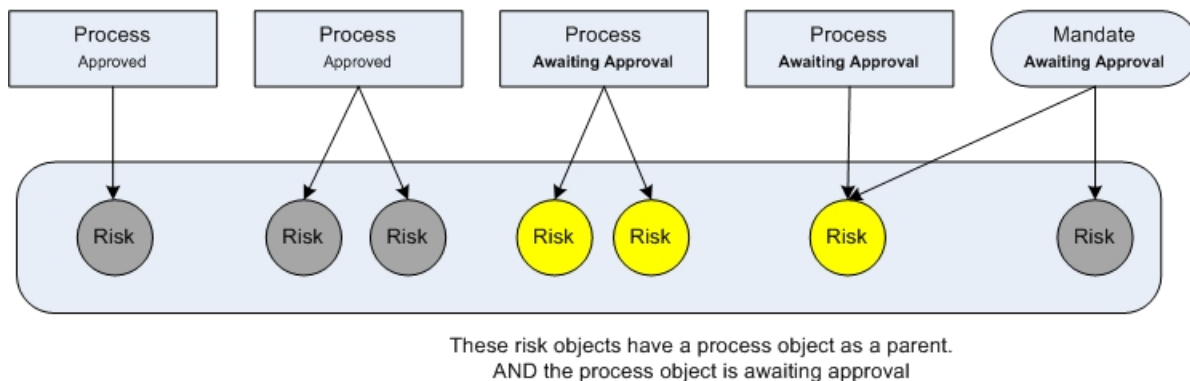 Process
Approved
Process
Approved
Process
Awaiting Approval
Process
Awaiting Approval
Mandate
Awaiting Approval
Risk
Risk
Risk
Risk
Risk
Risk
Risk
These risk objects have a process object as a parent.
AND the process object is awaiting approval